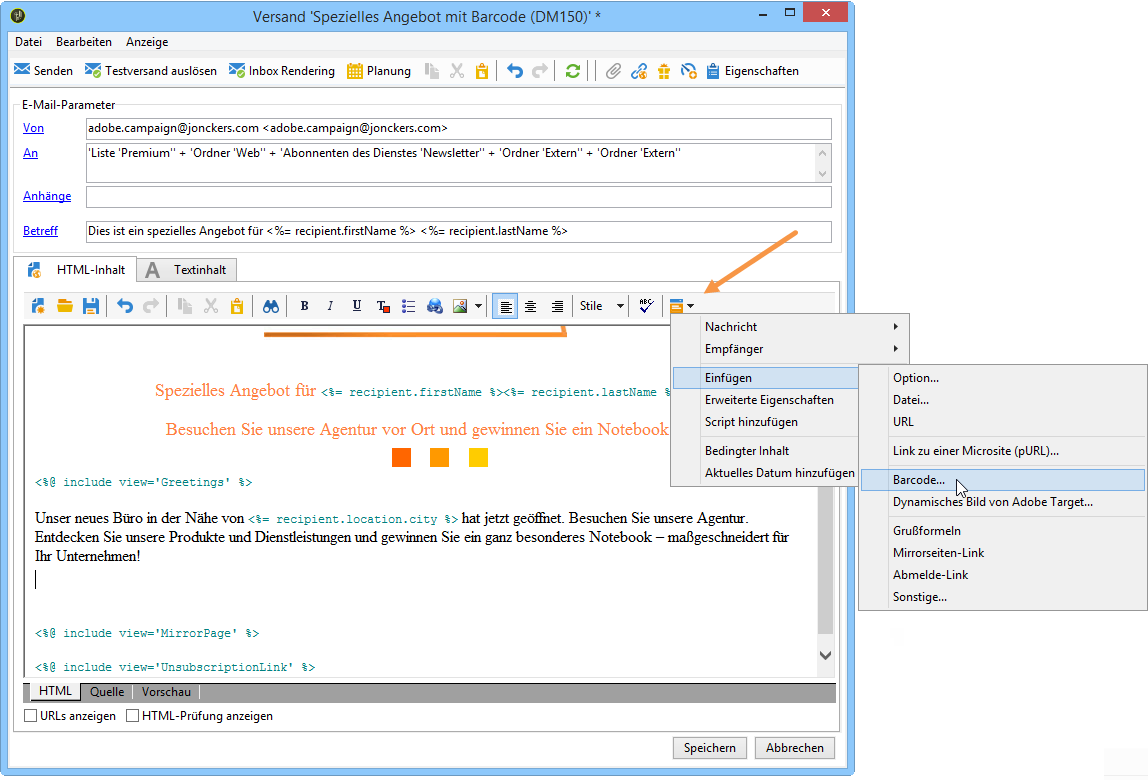 Versand 'Spezielles Angebot mit Barcode (DM150)' *
Datei Bearbeiten Anzeige
Senden Testversand auslösen Inbox Rendering Planung Eigenschaften
E-Mail-Parameter
Von adobe.campaign@jonckers.com <adobe.campaign@jonckers.com>
An 'Liste 'Premium'' + 'Ordner 'Web'' + 'Abonnenten des Dienstes 'Newsletter'' + 'Ordner 'Extern'' + 'Ordner 'Extern''
Anhänge
Betreff Dies ist ein spezielles Angebot für <%= recipient.firstName %> <%= recipient.lastName %>
HTML-Inhalt A Textinhalt
B I U T Stile ABC
Spezielles Angebot für <%= recipient.firstName %><%= recipient.lastName %
Besuchen Sie unsere Agentur vor Ort und gewinnen Sie ein Notebook
<%@ include view='Greetings' %>
Unser neues Büro in der Nähe von <%= recipient.location.city %> hat jetzt geöffnet. Besuchen Sie unsere Agentur.
Entdecken Sie unsere Produkte und Dienstleistungen und gewinnen Sie ein ganz besonderes Notebook – maßgeschneidert für
Ihr Unternehmen!
<%@ include view='MirrorPage' %>
<%@ include view='UnsubscriptionLink' %>
HTML Quelle Vorschau
URLs anzeigen HTML-Prüfung anzeigen
Speichern Abbrechen
Nachricht
Empfänger
Einfügen
Erweiterte Eigenschaften
Script hinzufügen
Bedingter Inhalt
Aktuelles Datum hinzufügen
Option...
Datei...
URL
Link zu einer Microsite (pURL)...
Barcode...
Dynamisches Bild von Adobe Target...
Grußformeln
Mirrorseiten-Link
Abmelde-Link
Sonstige...